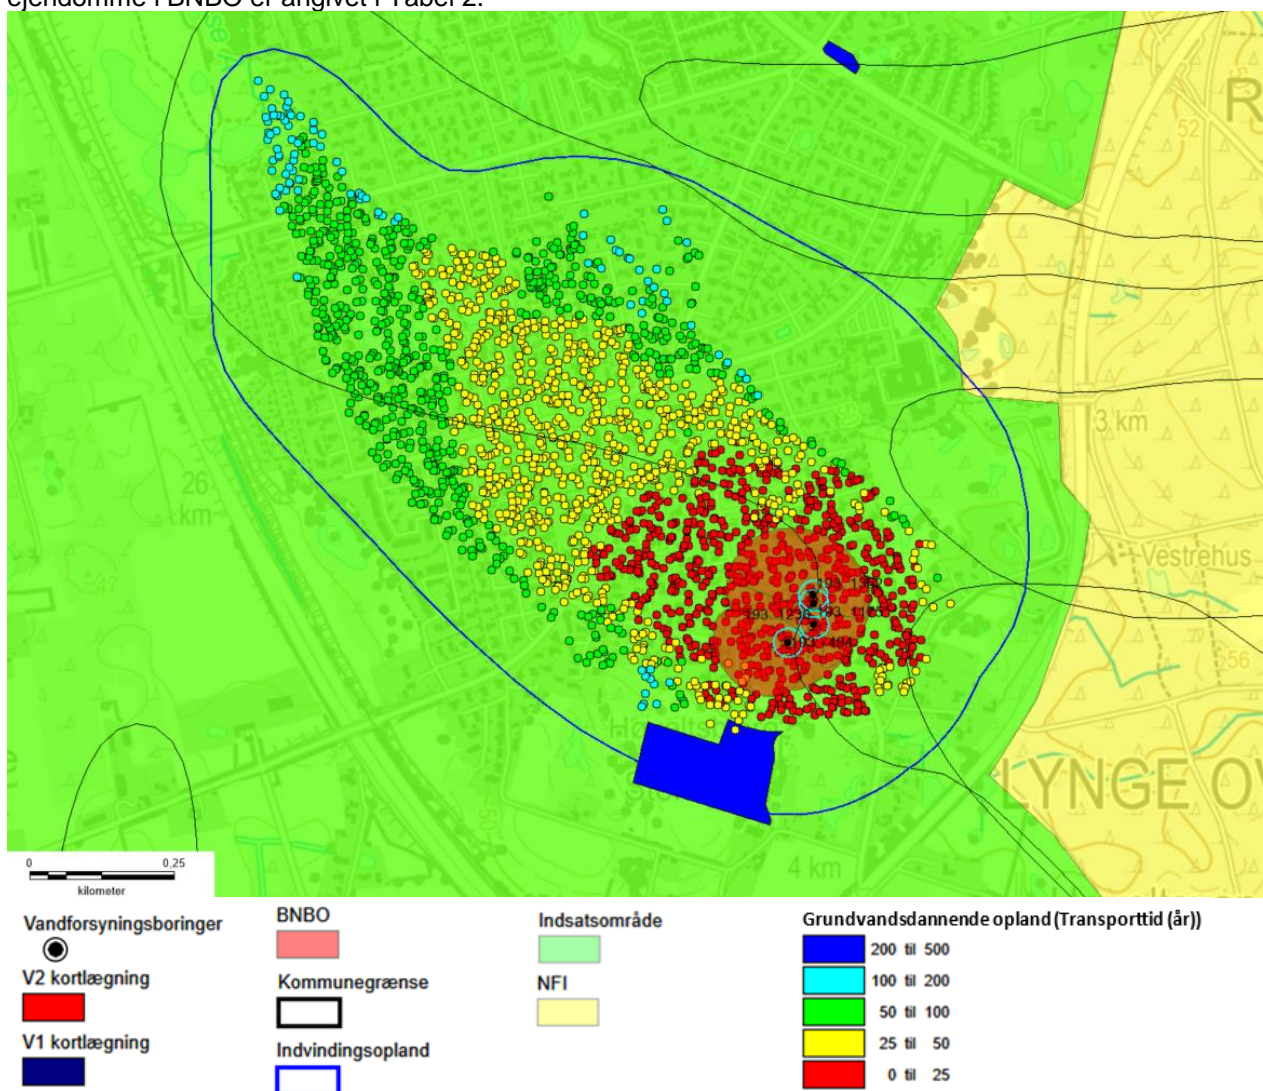 ejendomme i BNBO er angivet i Tabel 2.
R
52
3 km
26
km
47
Vestrehus
56
LYNGE OV
4 km
50
0 0,25
kilometer
Vandforsyningsboringer
V2 kortlægning
V1 kortlægning
BNBO
Kommunegrænse
Indvindingsopland
Indsatsområde
NFI
Grundvandsdannende opland (Transporttid (år))
200 til 500
100 til 200
50 til 100
25 til 50
0 til 25